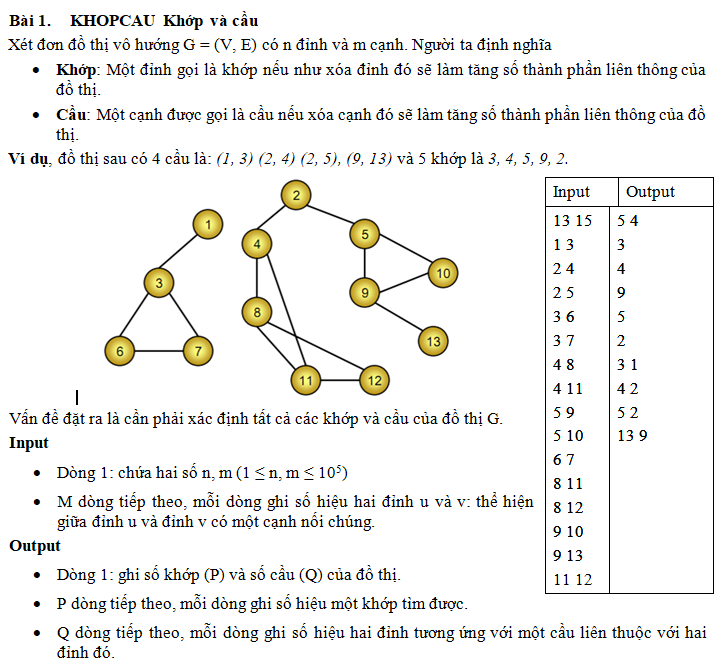 Bài 1. KHOPCAU Khớp và cầu
Xét đơn đồ thị vô hướng G = (V, E) có n đỉnh và m cạnh. Người ta định nghĩa
• Khớp: Một đỉnh gọi là khớp nếu như xóa đỉnh đó sẽ làm tăng số thành phần liên thông của
đồ thị.
• Cầu: Một cạnh được gọi là cầu nếu xóa cạnh đó sẽ làm tăng số thành phần liên thông của đồ
thị.
Ví dụ, đồ thị sau có 4 cầu là: (1, 3) (2, 4) (2, 5), (9, 13) và 5 khớp là 3, 4, 5, 9, 2.
2
1
5
4
3
10
9
8
13
6
7
11
12
Input Output
13 15 5 4
1 3 3
2 4 4
2 5 9
3 6 5
3 7 2
4 8 3 1
4 11 4 2
5 9 5 2
5 10 13 9
6 7
8 11
8 12
9 10
9 13
11 12
Vấn đề đặt ra là cần phải xác định tất cả các khớp và cầu của đồ thị G.
Input
• Dòng 1: chứa hai số n, m (1 ≤ n, m ≤ 10⁵)
• M dòng tiếp theo, mỗi dòng ghi số hiệu hai đỉnh u và v: thể hiện
giữa đỉnh u và đỉnh v có một cạnh nối chúng.
Output
• Dòng 1: ghi số khớp (P) và số cầu (Q) của đồ thị.
• P dòng tiếp theo, mỗi dòng ghi số hiệu một khớp tìm được.
• Q dòng tiếp theo, mỗi dòng ghi số hiệu hai đỉnh tương ứng với một cầu liên thuộc với hai
đỉnh đó.